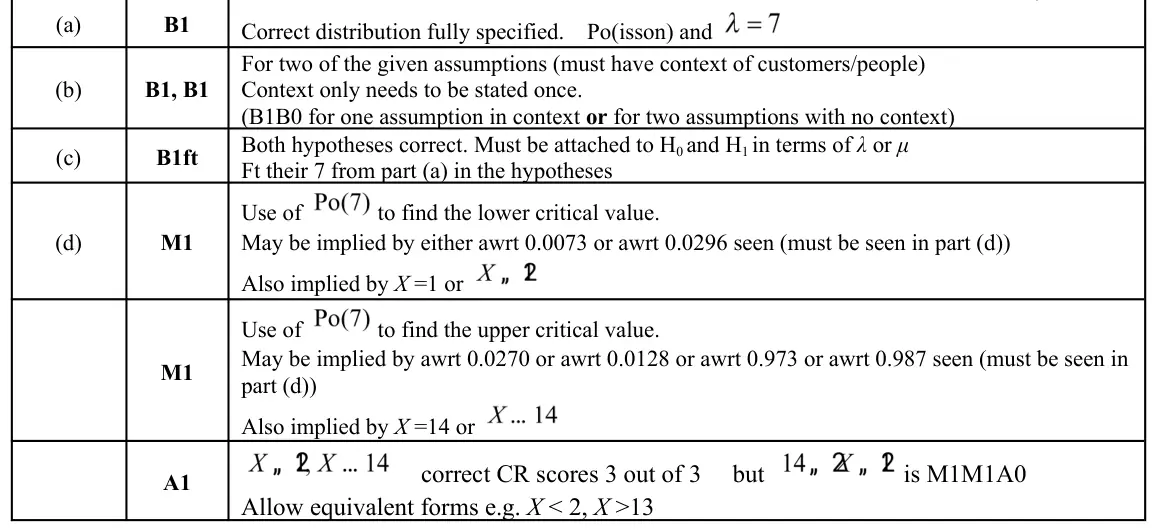 (a) B1 Correct distribution fully specified. Po(isson) and λ = 7
For two of the given assumptions (must have context of customers/people)
(b) B1, B1 Context only needs to be stated once.
(B1B0 for one assumption in context or for two assumptions with no context)
(c) B1ft Both hypotheses correct. Must be attached to H₀ and H₁ in terms of λ or μ
Ft their 7 from part (a) in the hypotheses
Use of Po(7) to find the lower critical value.
(d) M1 May be implied by either awrt 0.0073 or awrt 0.0296 seen (must be seen in part (d))
Also implied by X =1 or X
Use of Po(7) to find the upper critical value.
M1 May be implied by awrt 0.0270 or awrt 0.0128 or awrt 0.973 or awrt 0.987 seen (must be seen in
part (d))
Also implied by X =14 or X ... 14
A1 X , X ... 14 correct CR scores 3 out of 3 but 14 X is M1M1A0
Allow equivalent forms e.g. X < 2, X >13